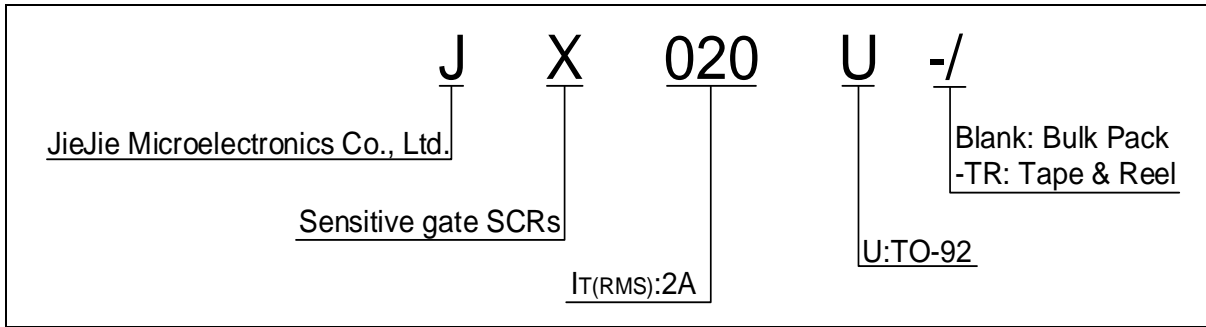 J X 020 U -/
JieJie Microelectronics Co., Ltd.
Blank: Bulk Pack
-TR: Tape & Reel
Sensitive gate SCRs
U:TO-92
IT(RMS):2A